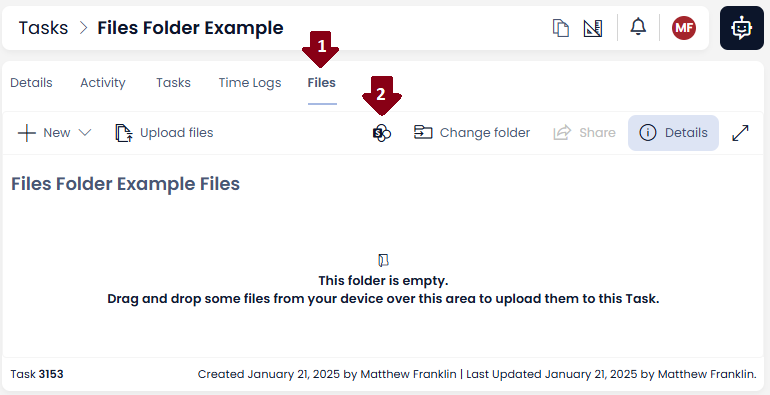 Tasks > Files Folder Example
MF
1
Details Activity Tasks Time Logs Files
2
New Upload files S Change folder Share Details
Files Folder Example Files
This folder is empty.
Drag and drop some files from your device over this area to upload them to this Task.
Task 3153 Created January 21, 2025 by Matthew Franklin | Last Updated January 21, 2025 by Matthew Franklin.